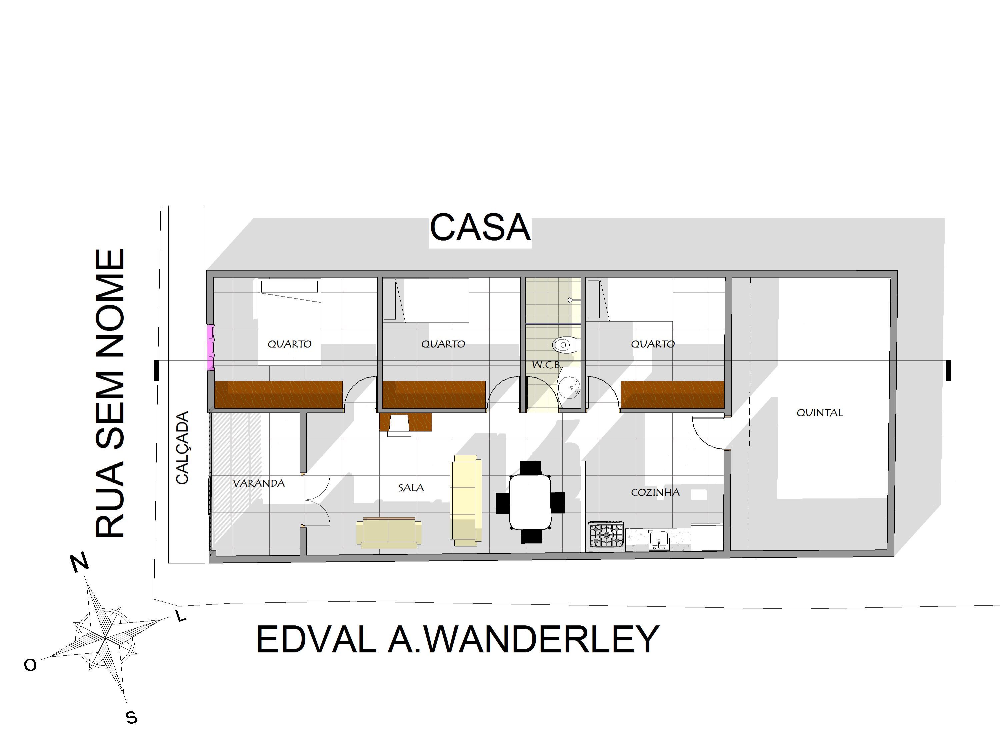 CASA
RUA SEM NOME
CALÇADA
QUARTO
QUARTO
W.C.B.
QUARTO
QUINTAL
VARANDA
SALA
COZINHA
EDVAL A.WANDERLEY
N
L
O
S